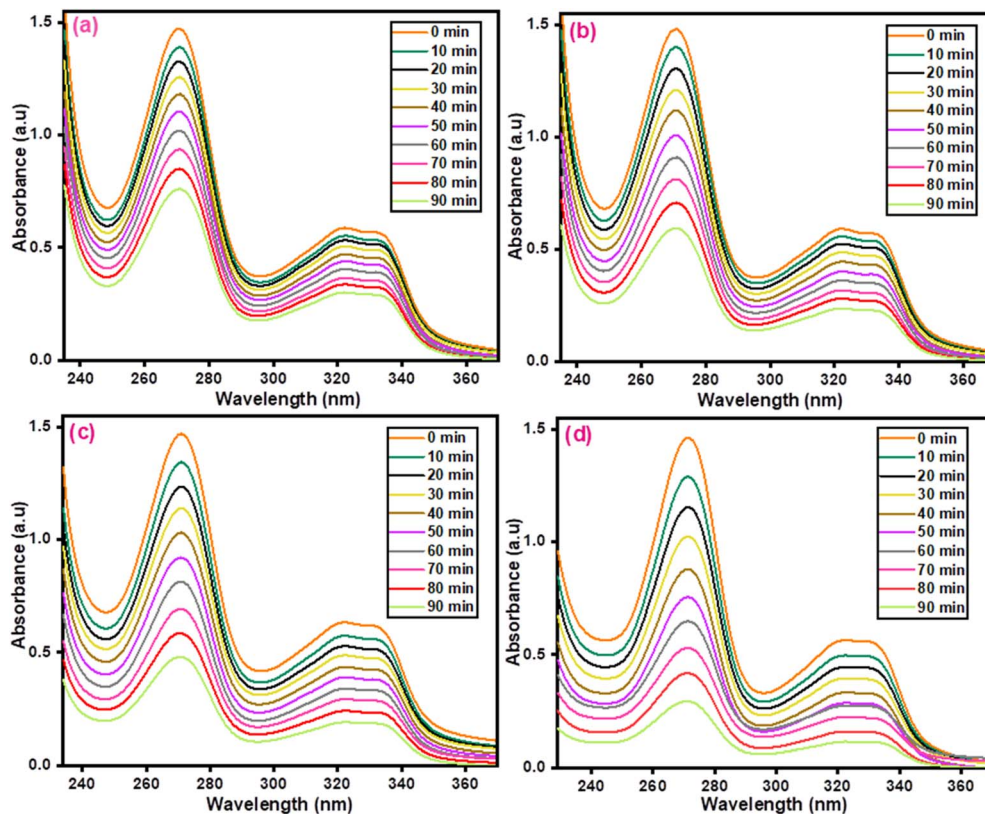 (a)
1.5
1.0
0.5
0.0
Absorbance (a.u)
0 min
10 min
20 min
30 min
40 min
50 min
60 min
70 min
80 min
90 min
240 260 280 300 320 340 360
Wavelength (nm)
(b)
1.5
1.0
0.5
0.0
Absorbance (a.u)
0 min
10 min
20 min
30 min
40 min
50 min
60 min
70 min
80 min
90 min
240 260 280 300 320 340 360
Wavelength (nm)
(c)
1.5
1.0
0.5
0.0
Absorbance (a.u)
0 min
10 min
20 min
30 min
40 min
50 min
60 min
70 min
80 min
90 min
240 260 280 300 320 340 360
Wavelength (nm)
(d)
1.5
1.0
0.5
0.0
Absorbance (a.u)
0 min
10 min
20 min
30 min
40 min
50 min
60 min
70 min
80 min
90 min
240 260 280 300 320 340 360
Wavelength (nm)